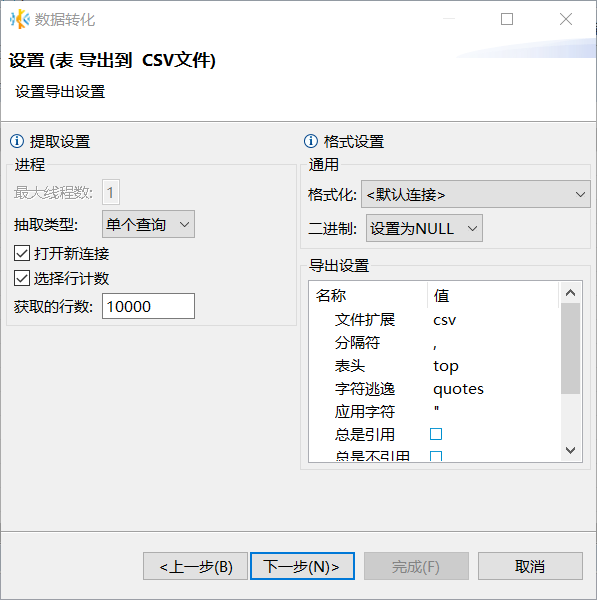 数据转化
设置 (表 导出到 CSV文件)
设置导出设置
提取设置
进程
最大线程数: 1
抽取类型: 单个查询
打开新连接
选择行计数
获取的行数: 10000
格式设置
通用
格式化: <默认连接>
二进制: 设置为NULL
导出设置
名称 值
文件扩展 csv
分隔符 ,
表头 top
字符逃逸 quotes
应用字符 "
总是引用
总是不引用
<上一步(B) 下一步(N)> 完成(F) 取消